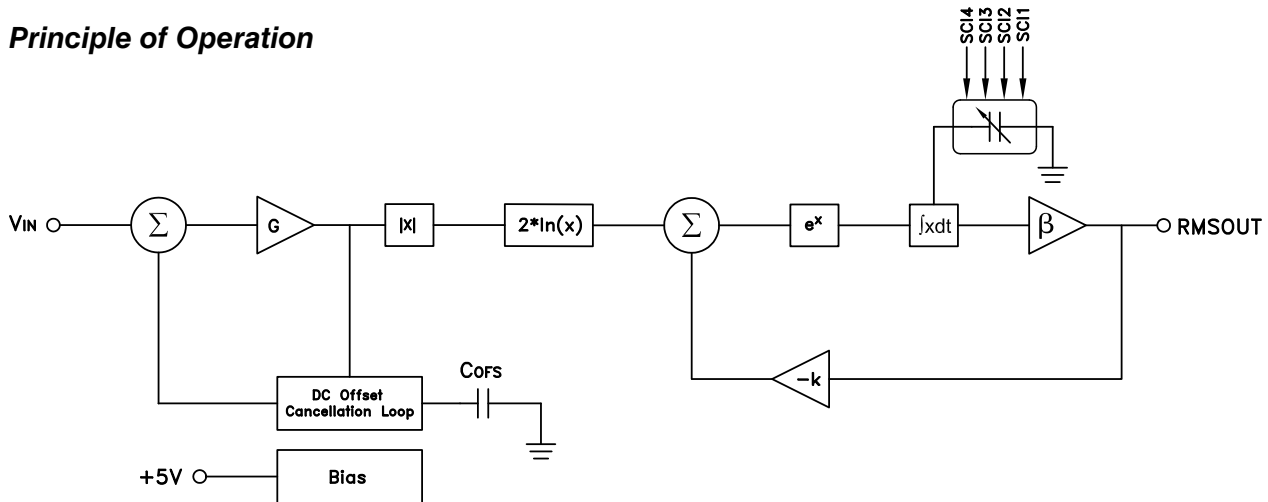 Principle of Operation
SCI4
SCI3
SCI2
SCI1
VIN
Σ
G
|X|
2*ln(x)
Σ
eˣ
∫xdt
β
RMSOUT
-k
DC Offset
Cancellation Loop
COFS
+5V
Bias